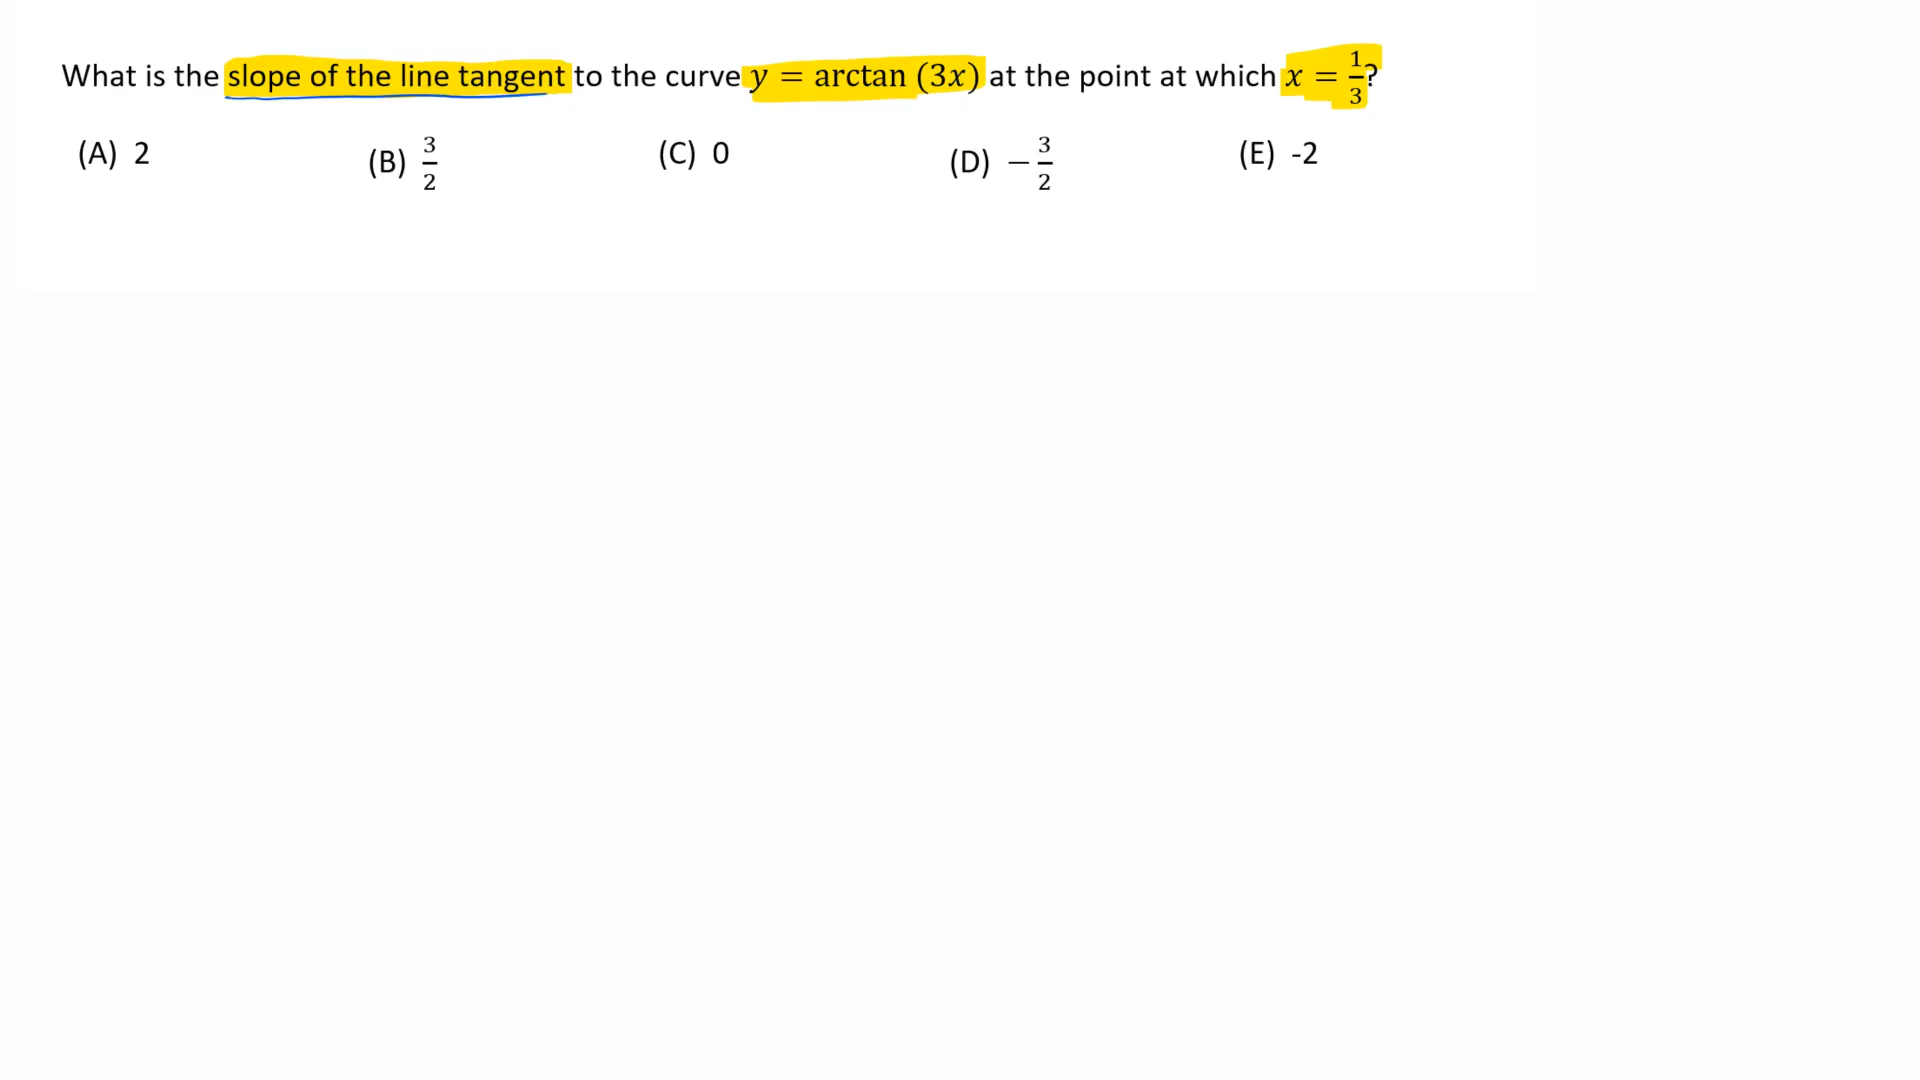 What is the slope of the line tangent to the curve y = arctan (3x) at the point at which x = 1/3?
(A) 2 (B) 3/2 (C) 0 (D) − 3/2 (E) -2